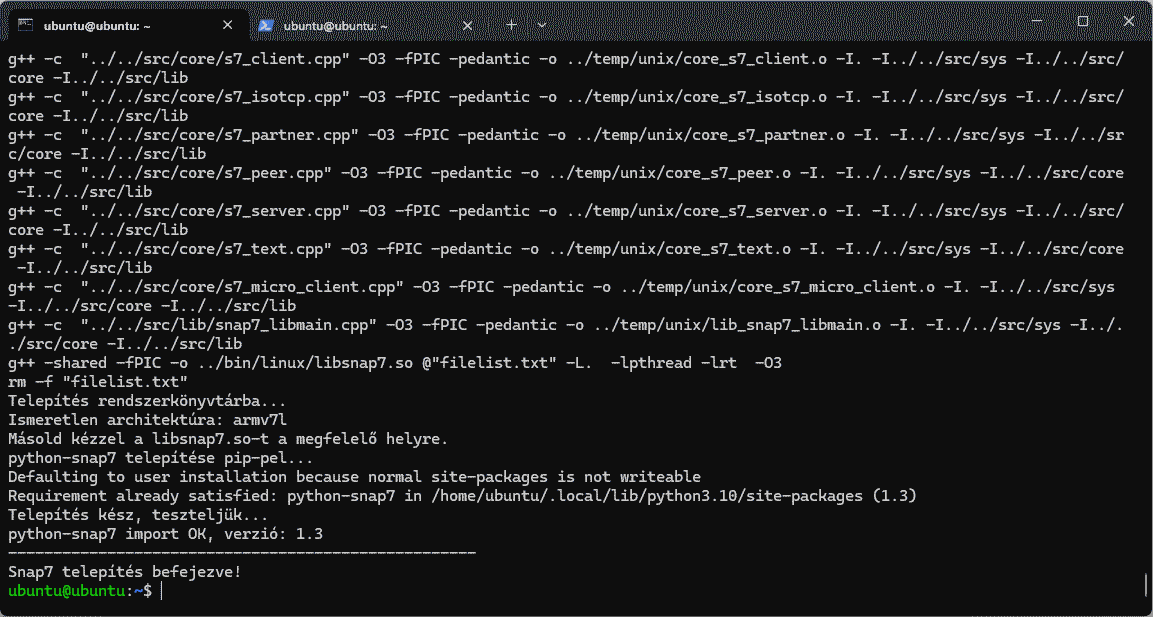 ubuntu@ubuntu: ~
ubuntu@ubuntu: ~
g++ -c  "../../src/core/s7_client.cpp" -O3 -fPIC -pedantic -o ../temp/unix/core_s7_client.o -I. -I../../src/sys -I../../src/
core -I../../src/lib
g++ -c  "../../src/core/s7_isotcp.cpp" -O3 -fPIC -pedantic -o ../temp/unix/core_s7_isotcp.o -I. -I../../src/sys -I../../src/
core -I../../src/lib
g++ -c  "../../src/core/s7_partner.cpp" -O3 -fPIC -pedantic -o ../temp/unix/core_s7_partner.o -I. -I../../src/sys -I../../sr
c/core -I../../src/lib
g++ -c  "../../src/core/s7_peer.cpp" -O3 -fPIC -pedantic -o ../temp/unix/core_s7_peer.o -I. -I../../src/sys -I../../src/core
 -I../../src/lib
g++ -c  "../../src/core/s7_server.cpp" -O3 -fPIC -pedantic -o ../temp/unix/core_s7_server.o -I. -I../../src/sys -I../../src/
core -I../../src/lib
g++ -c  "../../src/core/s7_text.cpp" -O3 -fPIC -pedantic -o ../temp/unix/core_s7_text.o -I. -I../../src/sys -I../../src/core
 -I../../src/lib
g++ -c  "../../src/core/s7_micro_client.cpp" -O3 -fPIC -pedantic -o ../temp/unix/core_s7_micro_client.o -I. -I../../src/sys
-I../../src/core -I../../src/lib
g++ -c  "../../src/lib/snap7_libmain.cpp" -O3 -fPIC -pedantic -o ../temp/unix/lib_snap7_libmain.o -I. -I../../src/sys -I../.
./src/core -I../../src/lib
g++ -shared -fPIC -o ../bin/linux/libsnap7.so @"filelist.txt" -L.  -lpthread -lrt  -O3
rm -f "filelist.txt"
Telepítés rendszerkönyvtárba...
Ismeretlen architektúra: armv7l
Másold kézzel a libsnap7.so-t a megfelelő helyre.
python-snap7 telepítése pip-pel...
Defaulting to user installation because normal site-packages is not writeable
Requirement already satisfied: python-snap7 in /home/ubuntu/.local/lib/python3.10/site-packages (1.3)
Telepítés kész, teszteljük...
python-snap7 import OK, verzió: 1.3
----------------------------------------------------
Snap7 telepítés befejezve!
ubuntu@ubuntu:~$